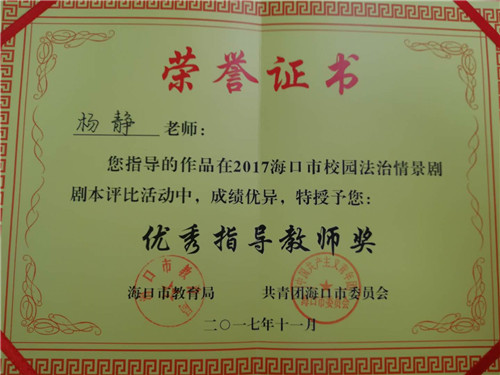 荣誉证书
杨静 老师：
您指导的作品在2017海口市校园法治情景剧
剧本评比活动中，成绩优异，特授予您：
优秀指导教师奖
海口市教育局 共青团海口市委员会
二〇一七年十一月